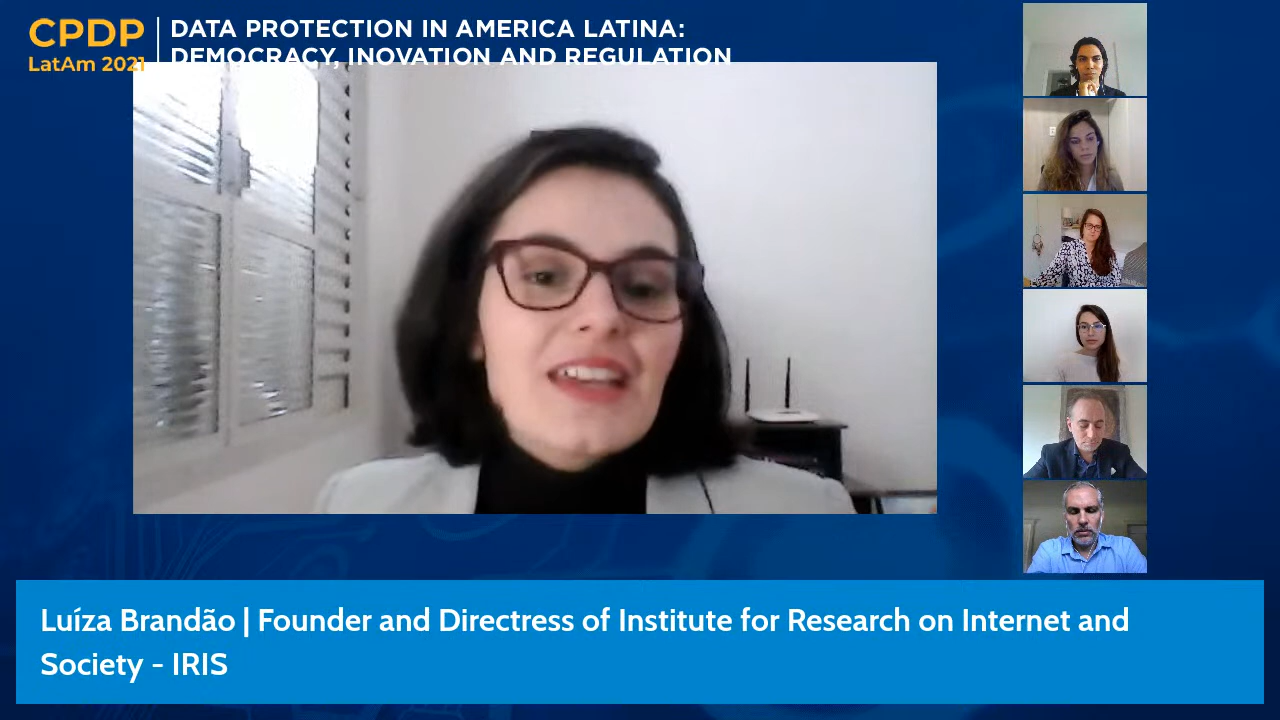 CPDP
LatAm 2021
DATA PROTECTION IN AMERICA LATINA:
DEMOCRACY, INOVATION AND REGULATION
Luíza Brandão | Founder and Directress of Institute for Research on Internet and
Society - IRIS